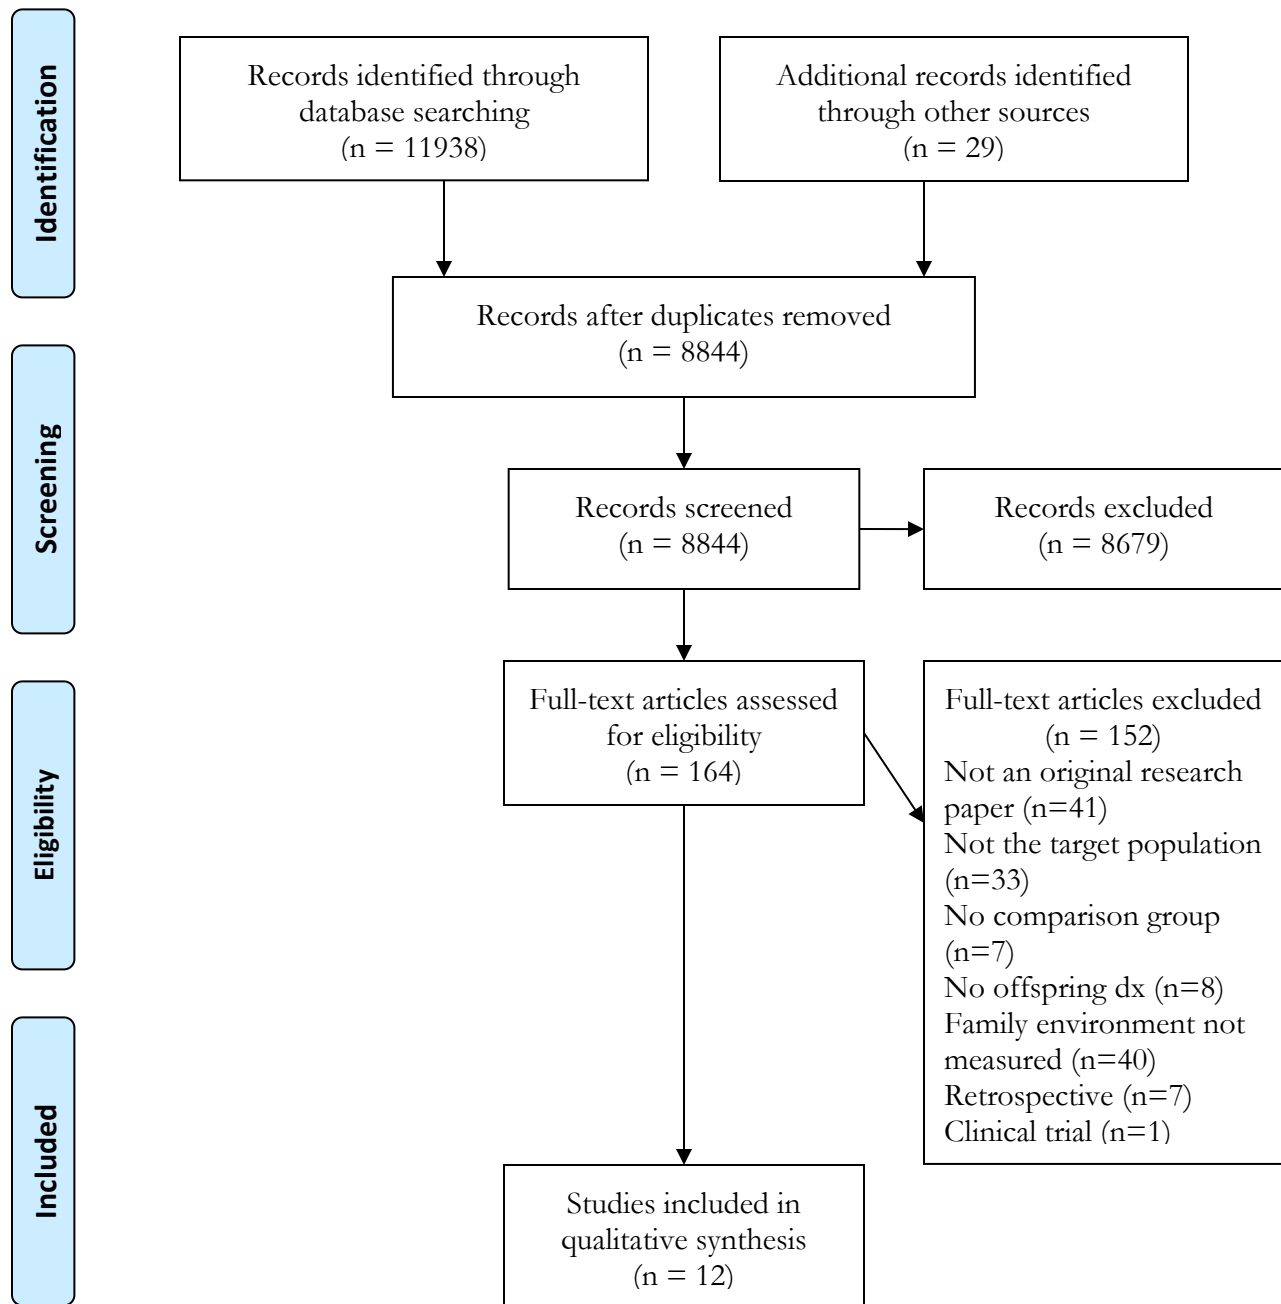 Identification
Records identified through
database searching
(n = 11938)
Additional records identified
through other sources
(n = 29)
Records after duplicates removed
(n = 8844)
Screening
Records screened
(n = 8844)
Records excluded
(n = 8679)
Eligibility
Full-text articles assessed
for eligibility
(n = 164)
Full-text articles excluded
(n = 152)
Not an original research
paper (n=41)
Not the target population
(n=33)
No comparison group
(n=7)
No offspring dx (n=8)
Family environment not
measured (n=40)
Retrospective (n=7)
Clinical trial (n=1)
Included
Studies included in
qualitative synthesis
(n = 12)